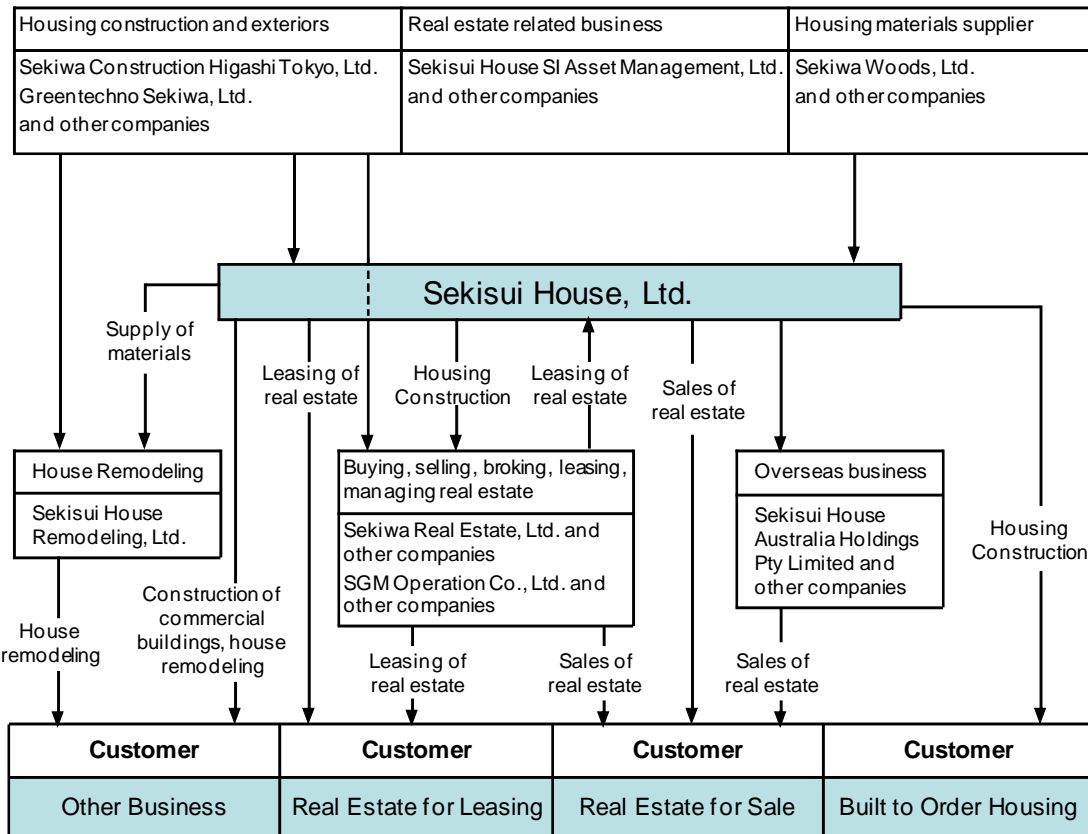 Housing construction and exteriors
Real estate related business
Housing materials supplier
Sekiwa Construction Higashi Tokyo, Ltd.
Greentechno Sekiwa, Ltd.
and other companies
Sekisui House SI Asset Management, Ltd.
and other companies
Sekiwa Woods, Ltd.
and other companies
Sekisui House, Ltd.
Supply of
materials
Leasing of
real estate
Housing
Construction
Leasing of
real estate
Sales of
real estate
House Remodeling
Sekisui House
Remodeling, Ltd.
Buying, selling, broking, leasing,
managing real estate
Sekiwa Real Estate, Ltd. and
other companies
SGM Operation Co., Ltd. and
other companies
Overseas business
Sekisui House
Australia Holdings
Pty Limited and
other companies
Housing
Construction
House
remodeling
Construction of
commercial
buildings, house
remodeling
Leasing of
real estate
Sales of
real estate
Sales of
real estate
Customer
Customer
Customer
Customer
Other Business
Real Estate for Leasing
Real Estate for Sale
Built to Order Housing